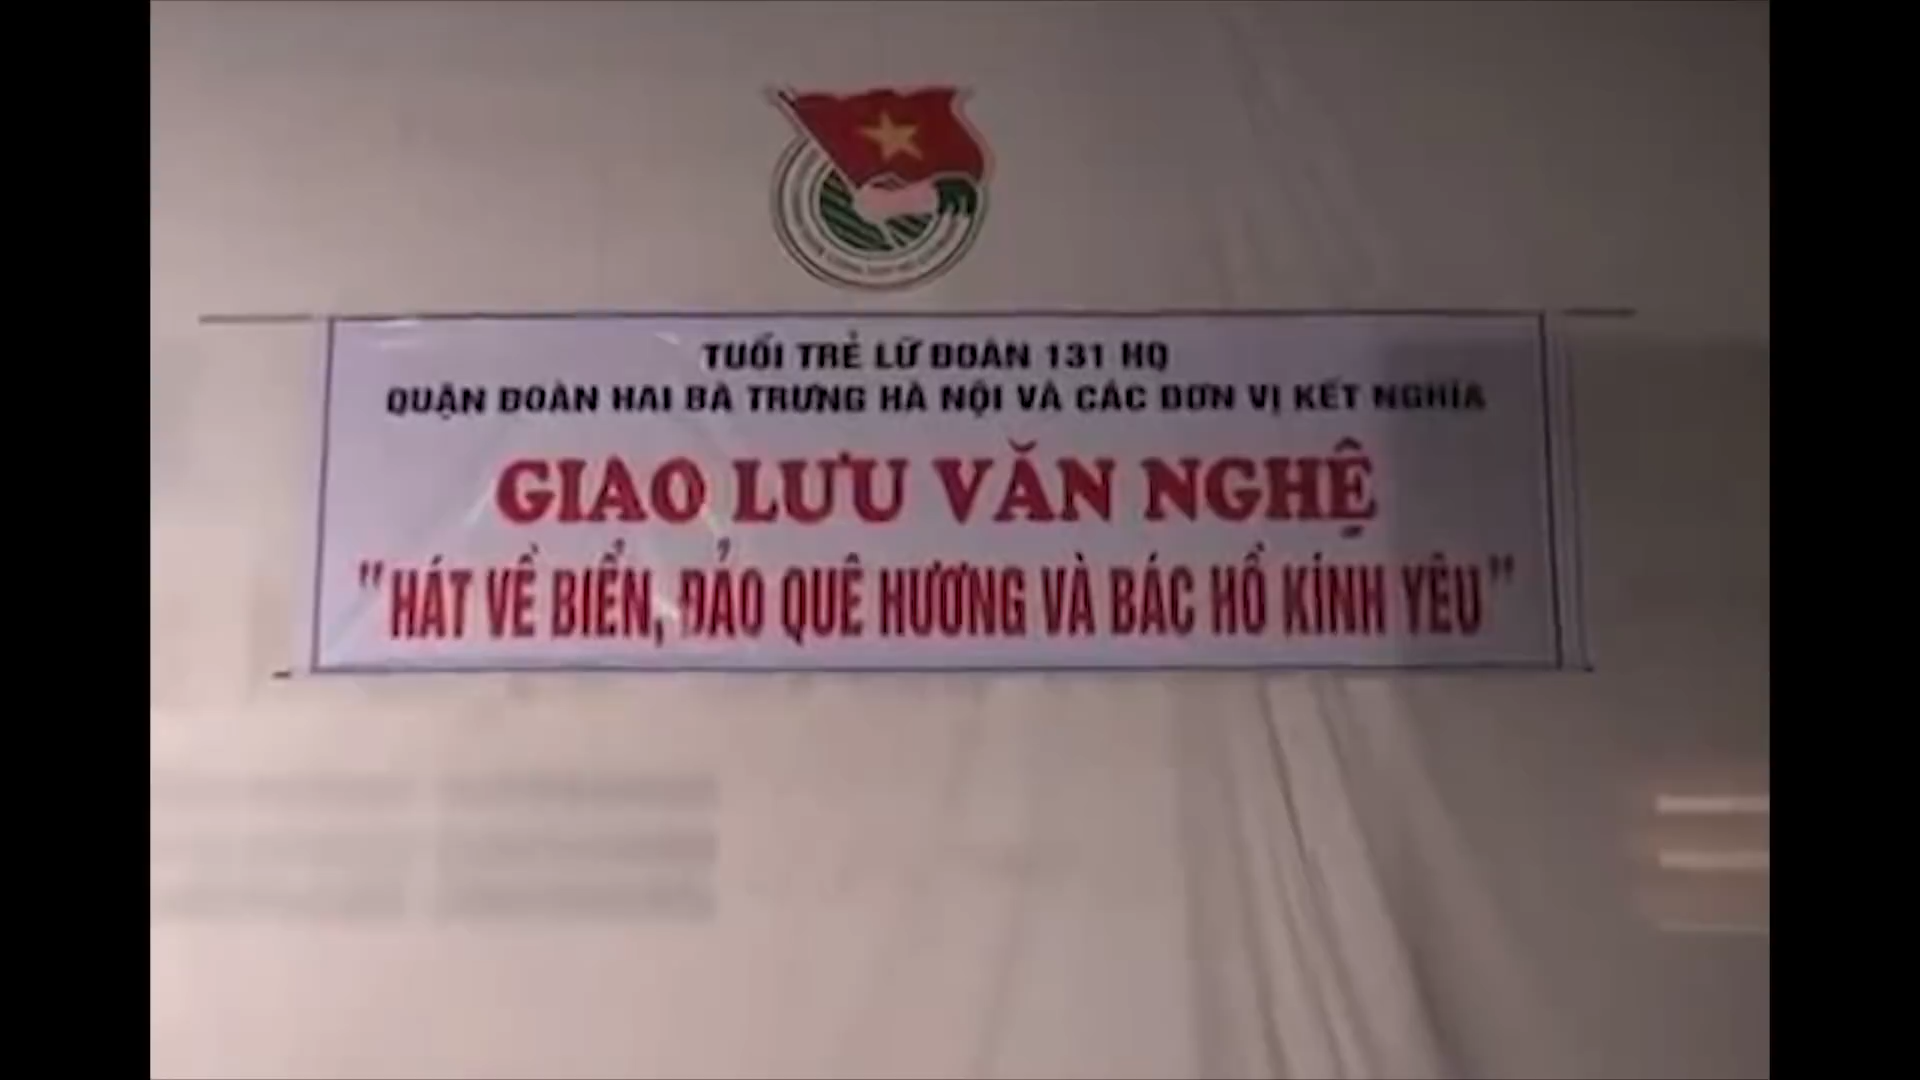 TUỔI TRẺ LỮ ĐOÀN 131 HQ
QUẬN ĐOÀN HAI BÀ TRƯNG HÀ NỘI VÀ CÁC ĐƠN VỊ KẾT NGHĨA
GIAO LƯU VĂN NGHỆ
"HÁT VỀ BIỂN, ĐẢO QUÊ HƯƠNG VÀ BÁC HỒ KÍNH YÊU"